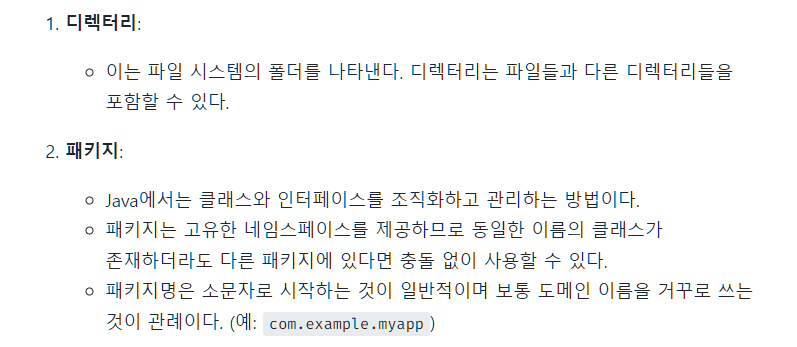 1. 디렉터리:
이는 파일 시스템의 폴더를 나타낸다. 디렉터리는 파일들과 다른 디렉터리들을
포함할 수 있다.
2. 패키지:
Java에서는 클래스와 인터페이스를 조직화하고 관리하는 방법이다.
패키지는 고유한 네임스페이스를 제공하므로 동일한 이름의 클래스가
존재하더라도 다른 패키지에 있다면 충돌 없이 사용할 수 있다.
패키지명은 소문자로 시작하는 것이 일반적이며 보통 도메인 이름을 거꾸로 쓰는
것이 관례이다. (예: com.example.myapp)